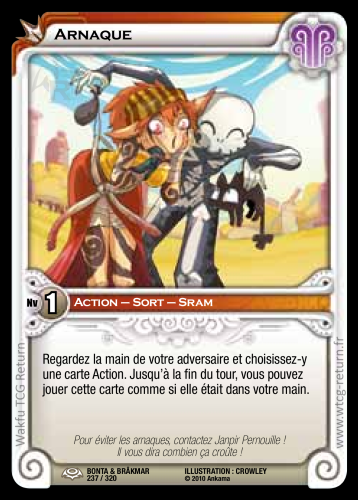 ARNAQUE
Nv 1
ACTION – SORT – SRAM
Regardez la main de votre adversaire et choisissez-y
une carte Action. Jusqu'à la fin du tour, vous pouvez
jouer cette carte comme si elle était dans votre main.
Pour éviter les arnaques, contactez Janpir Pernouille !
Il vous dira combien ça croûte !
BONTA & BRÂKMAR
237 / 320
ILLUSTRATION : CROWLEY
© 2010 Ankama
Wakfu TCG Return
www.wtcg-return.fr